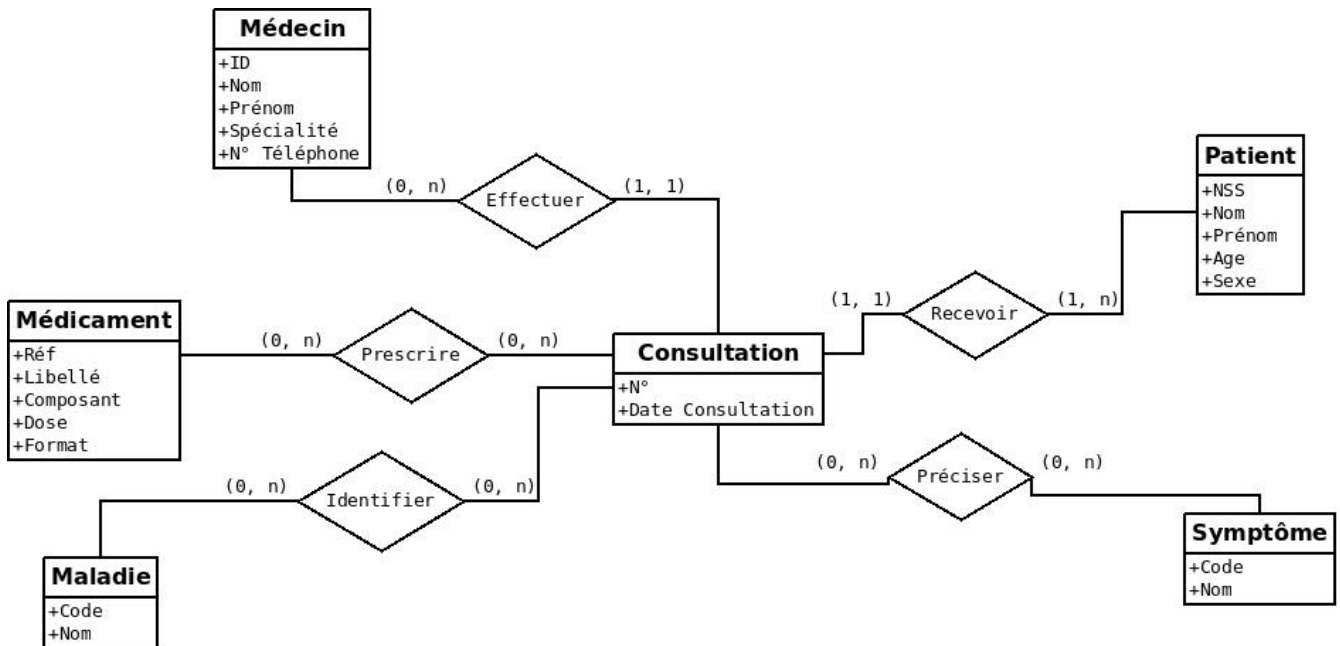 Médecin
+ID
+Nom
+Prénom
+Spécialité
+N° Téléphone
(0, n)
Effectuer
(1, 1)
Patient
+NSS
+Nom
+Prénom
+Age
+Sexe
(1, 1)
Recevoir
(1, n)
Médicament
+Réf
+Libellé
+Composant
+Dose
+Format
(0, n)
Prescrire
(0, n)
Consultation
+N°
+Date Consultation
(0, n)
Identifier
(0, n)
(0, n)
Préciser
(0, n)
Maladie
+Code
+Nom
Symptôme
+Code
+Nom